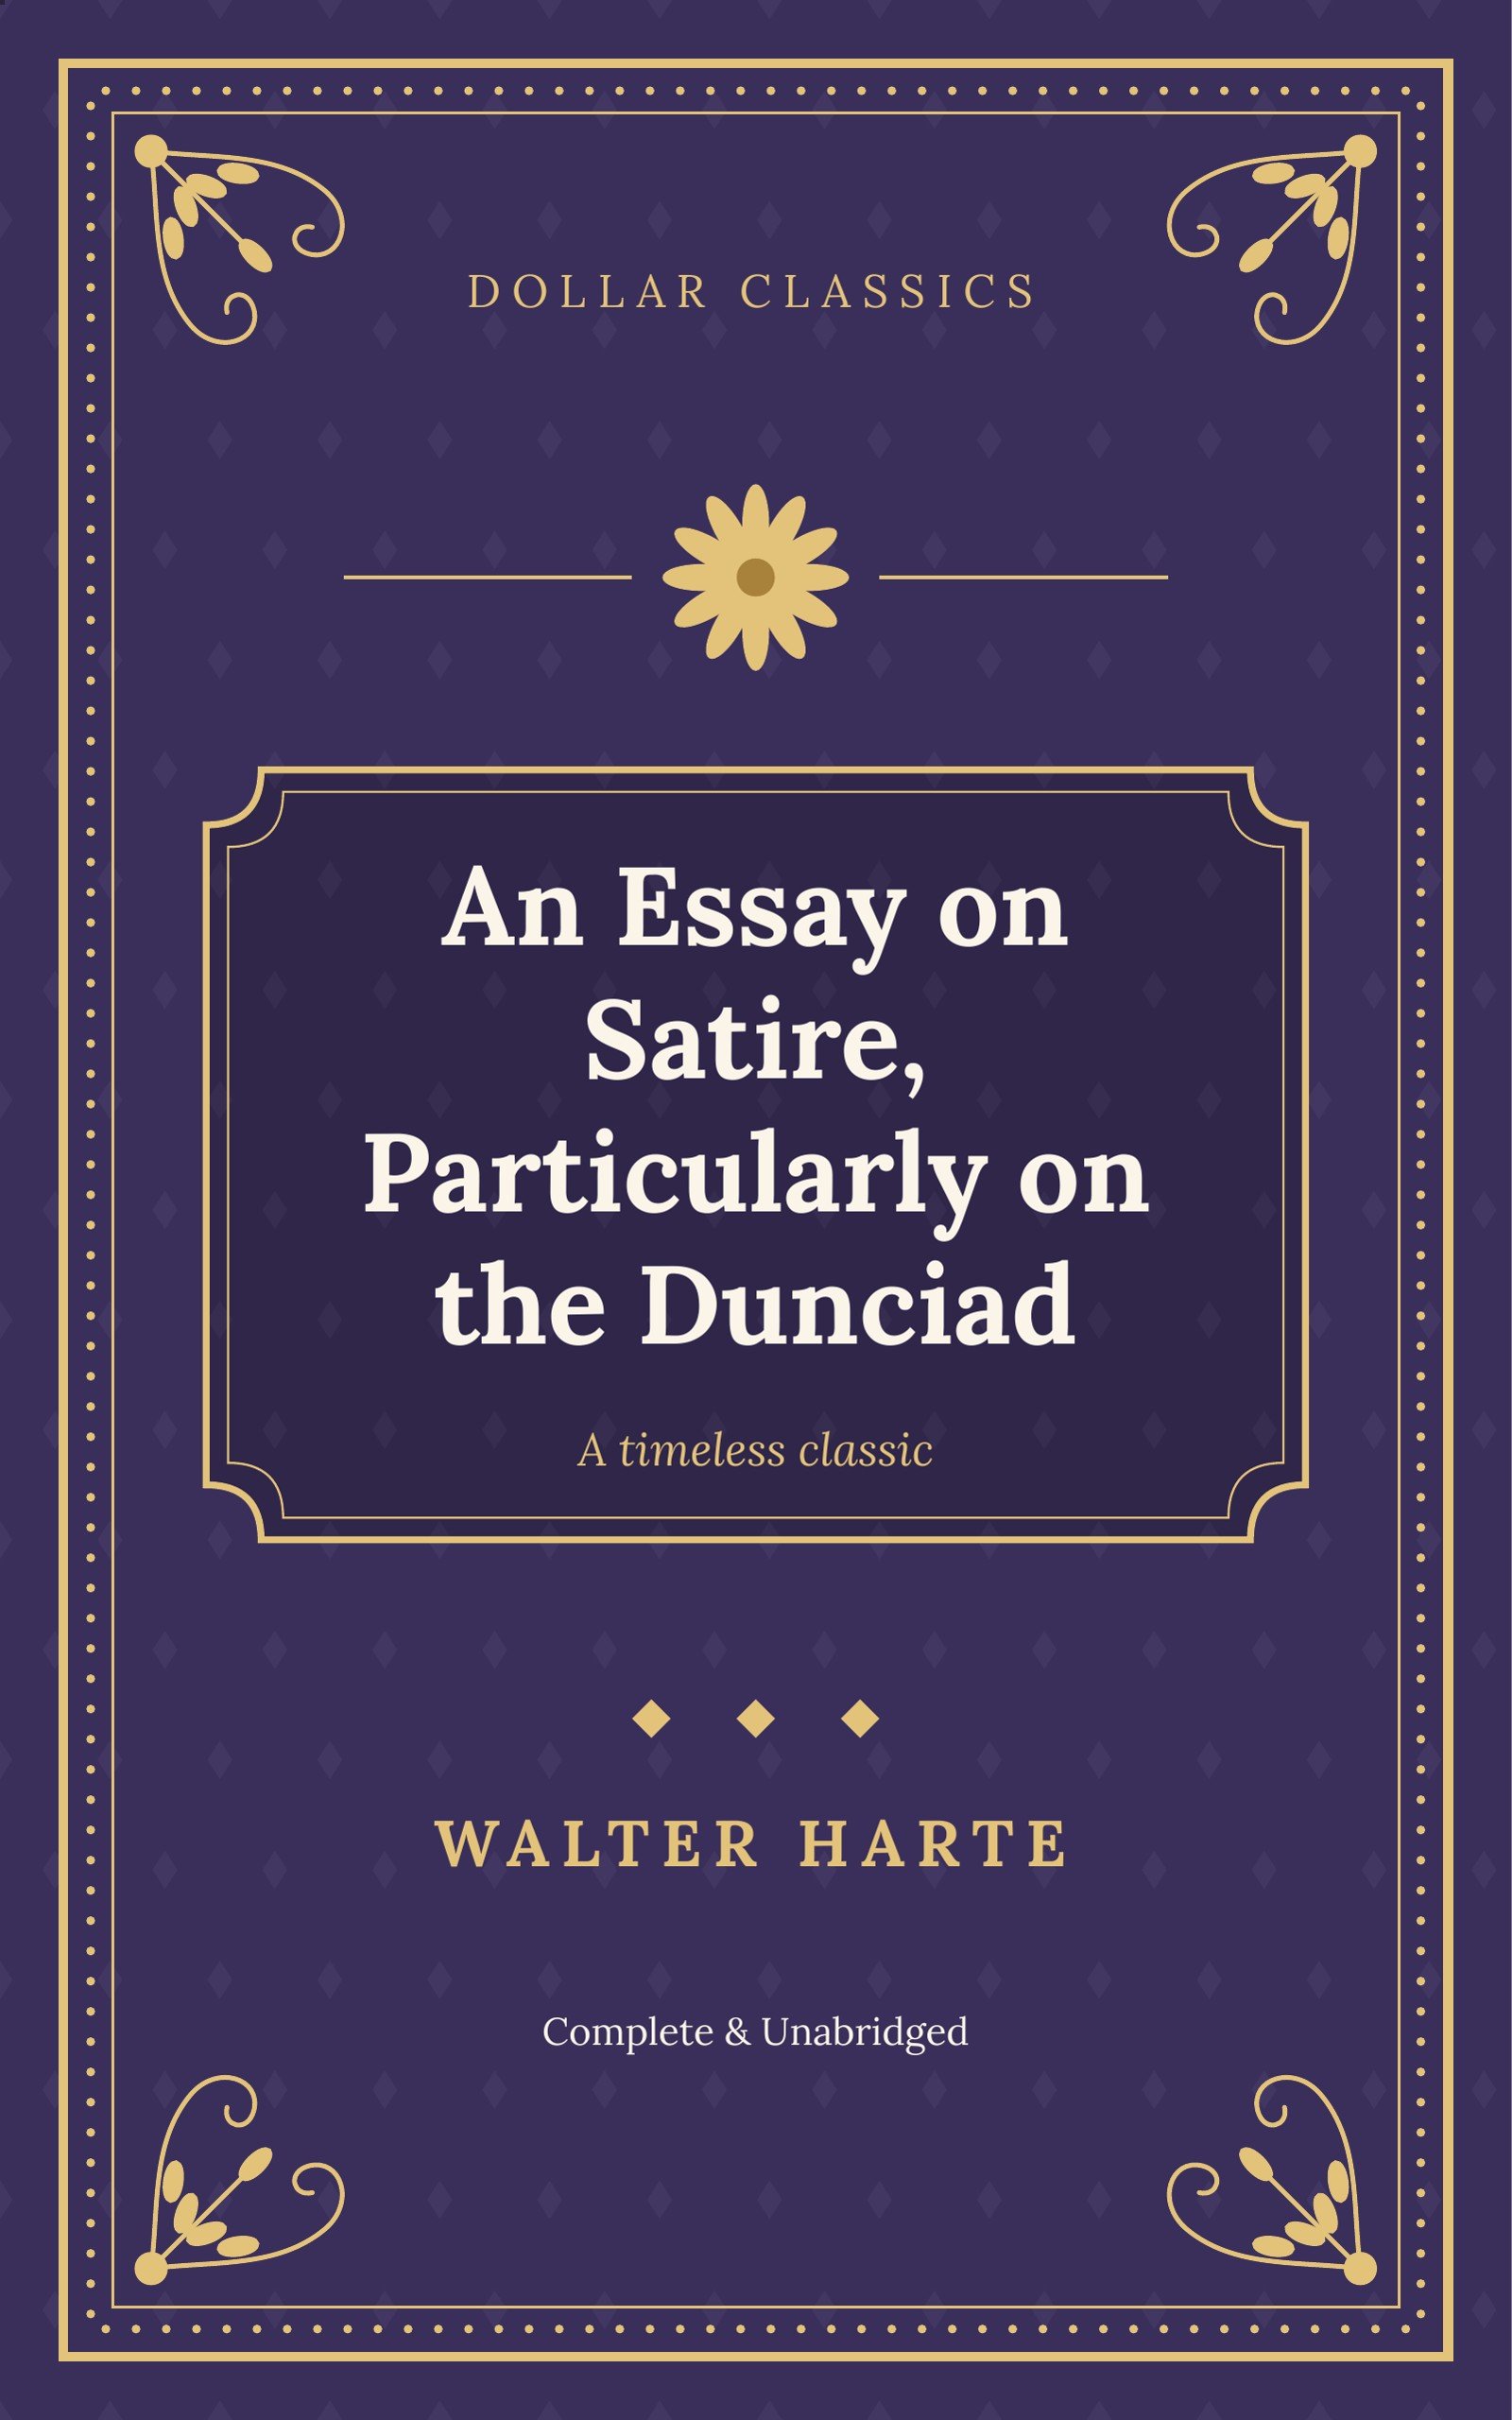 DOLLAR CLASSICS
An Essay on
Satire,
Particularly on
the Dunciad
A timeless classic
WALTER HARTE
Complete & Unabridged